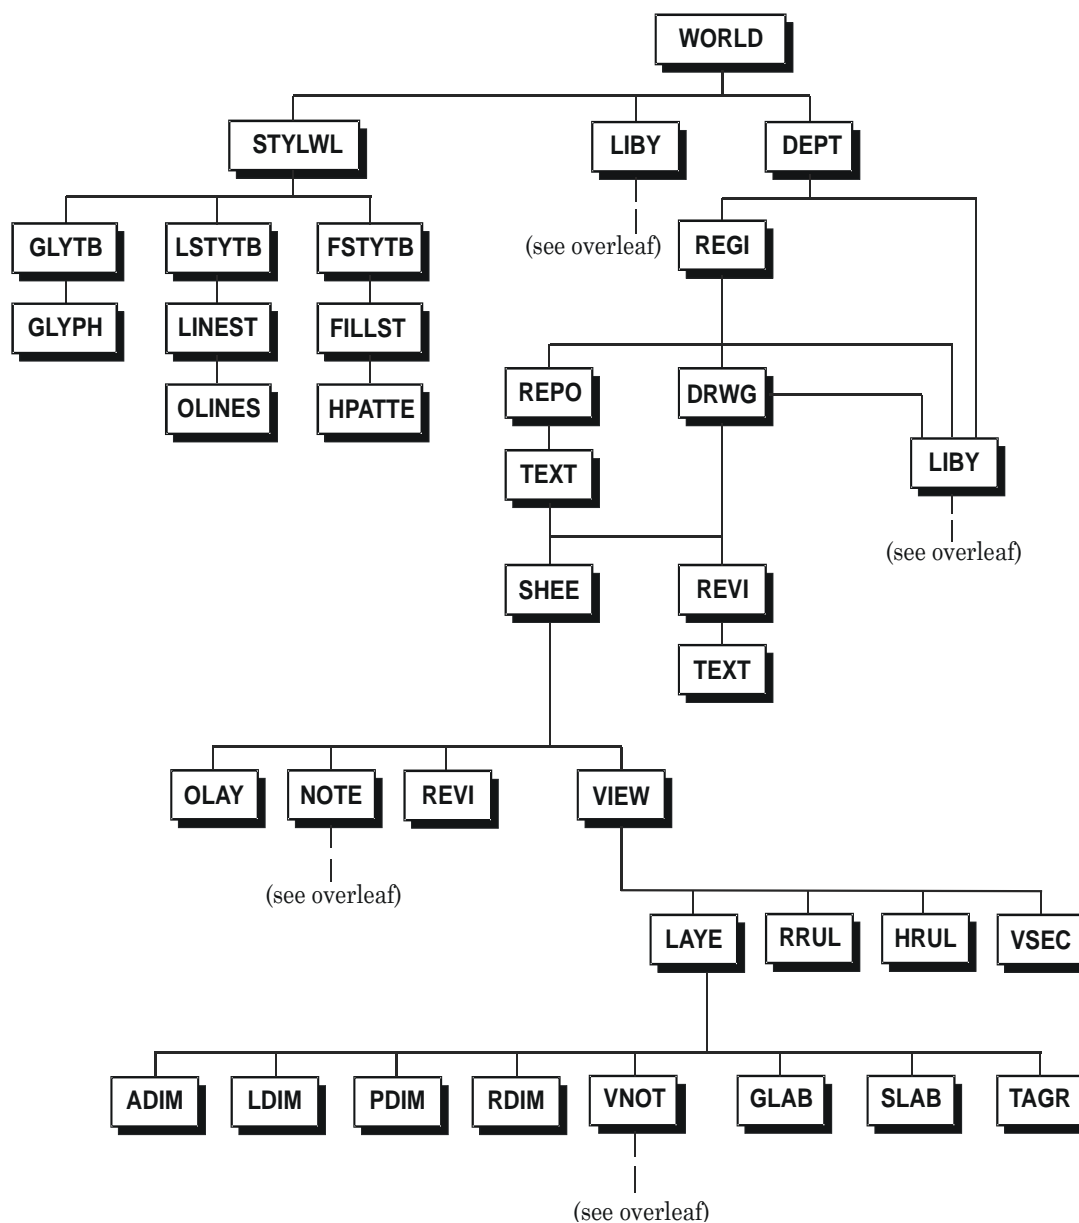 WORLD
STYLWL LIBY DEPT
GLYTB LSTYTB FSTYTB (see overleaf) REGI
GLYPH LINEST FILLST
OLINES HPATTE REPO DRWG
TEXT LIBY
(see overleaf)
SHEE REVI
TEXT
OLAY NOTE REVI VIEW
(see overleaf)
LAYE RRUL HRUL VSEC
ADIM LDIM PDIM RDIM VNOT GLAB SLAB TAGR
(see overleaf)